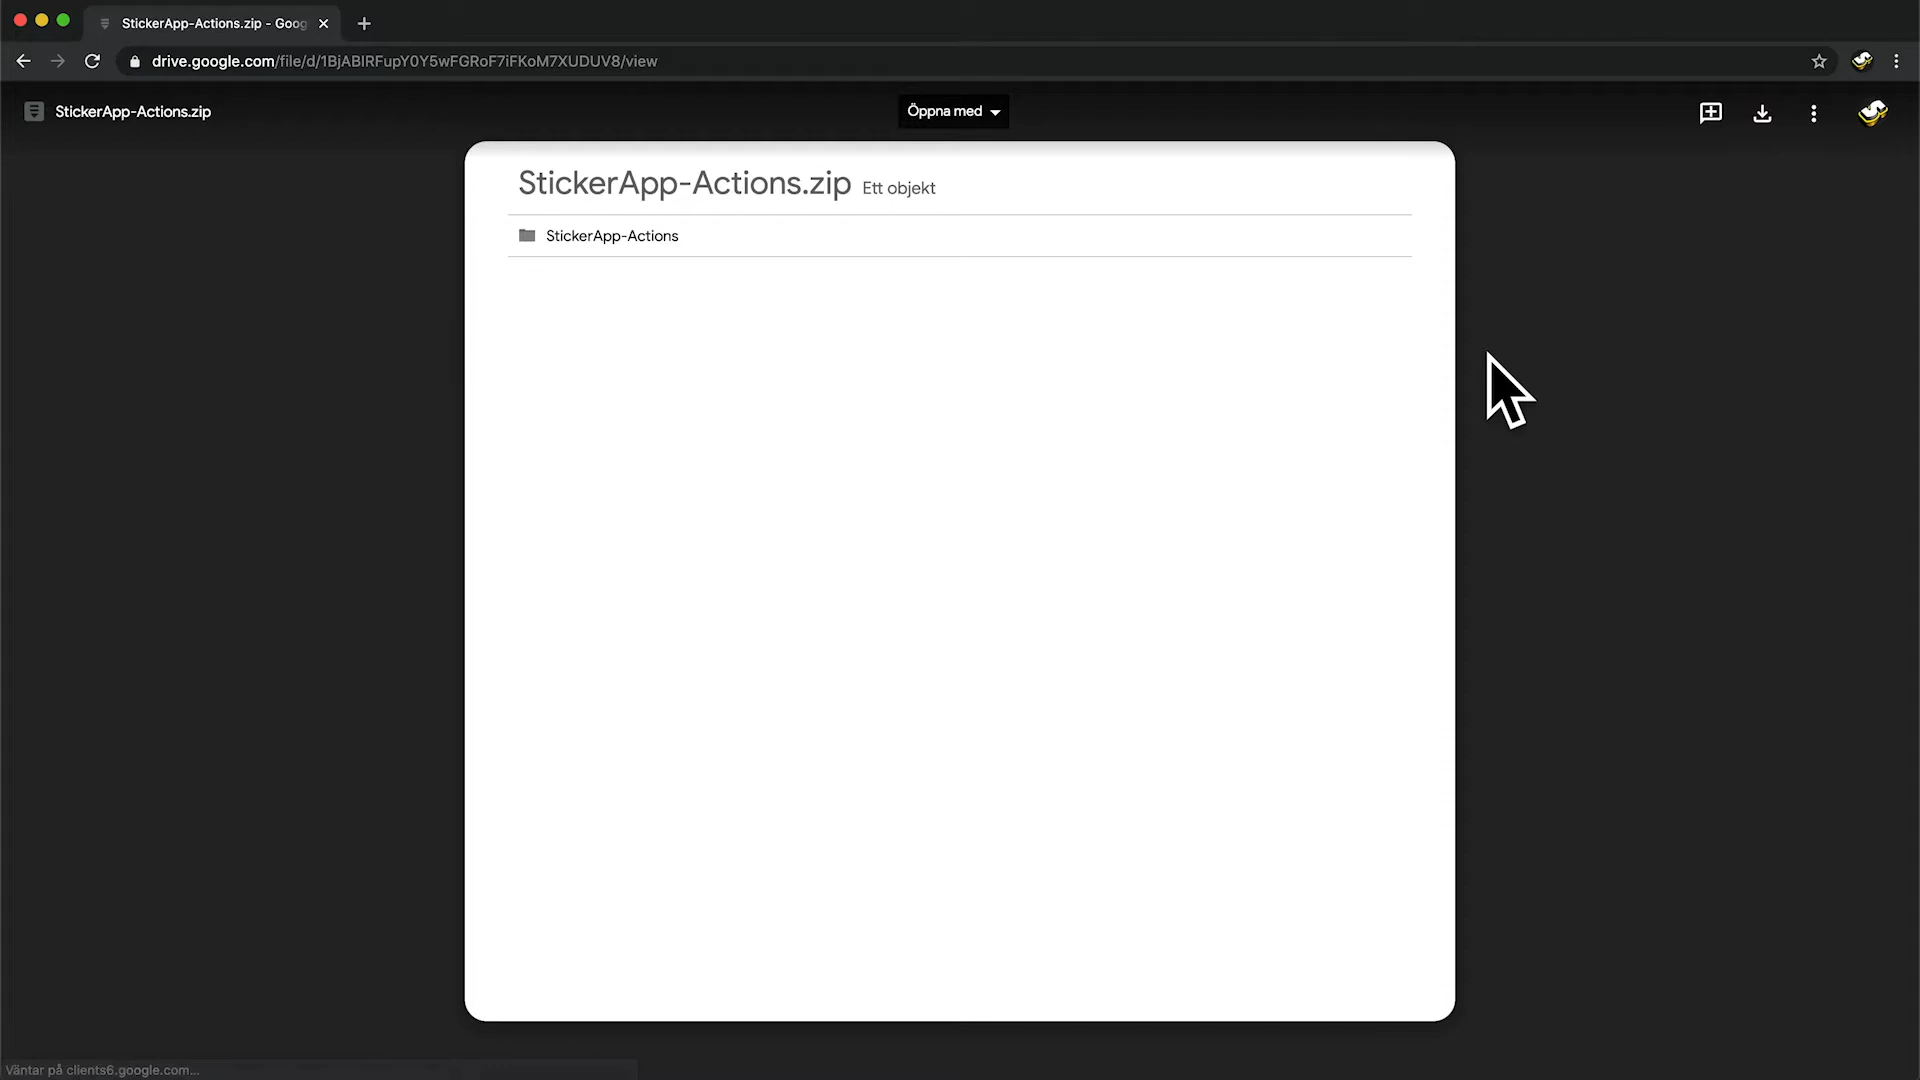 StickerApp-Actions.zip - Goog
drive.google.com/file/d/1BjABIRFupY0Y5wFGRoF7iFKoM7XUDUV8/view
StickerApp-Actions.zip
Öppna med
StickerApp-Actions.zip Ett objekt
StickerApp-Actions
Väntar på clients6.google.com...